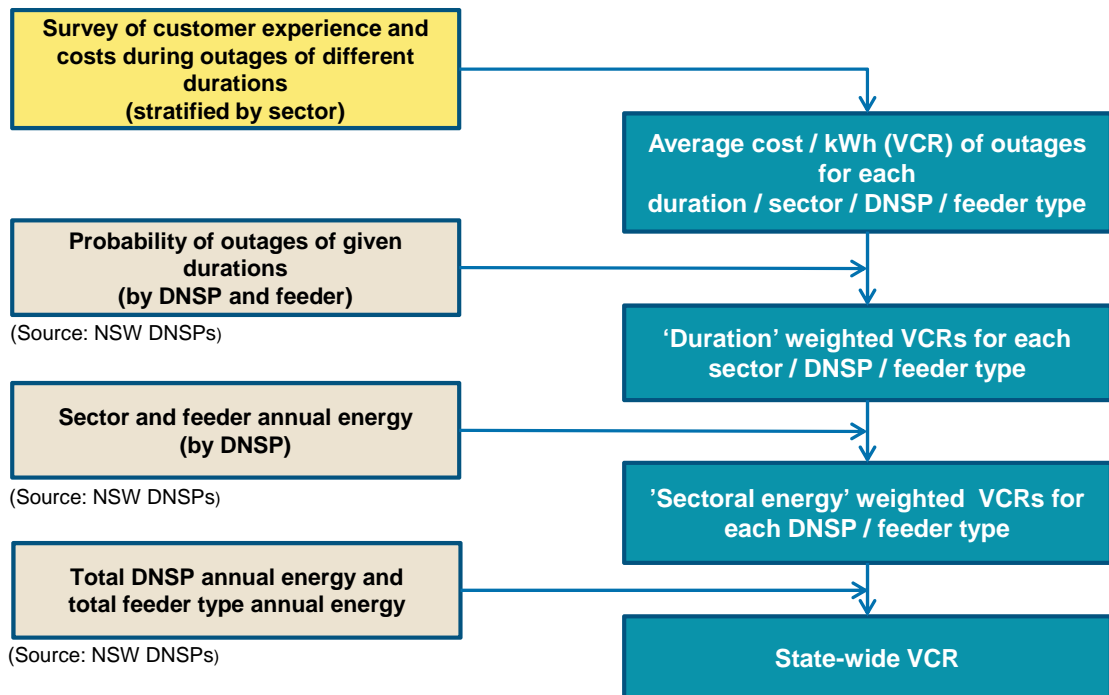 Survey of customer experience and
costs during outages of different
durations
(stratified by sector)
Average cost / kWh (VCR) of outages
for each
duration / sector / DNSP / feeder type
Probability of outages of given
durations
(by DNSP and feeder)
(Source: NSW DNSPs)
‘Duration’ weighted VCRs for each
sector / DNSP / feeder type
Sector and feeder annual energy
(by DNSP)
(Source: NSW DNSPs)
’Sectoral energy’ weighted  VCRs for
each DNSP / feeder type
Total DNSP annual energy and
total feeder type annual energy
(Source: NSW DNSPs)
State-wide VCR